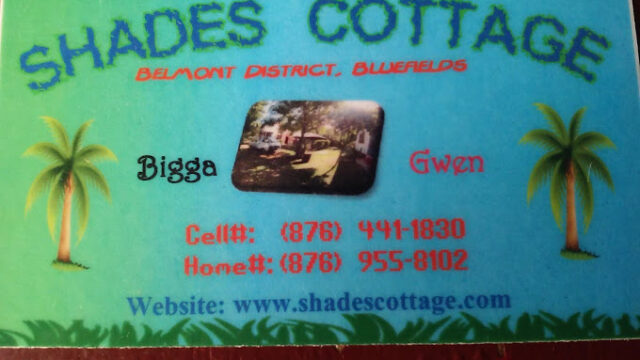 SHADES COTTAGE
BELMONT DISTRICT, BLUEFIELDS
Bigga Gwen
Cell#: (876) 441-1830
Home#: (876) 955-8102
Website: www.shadescottage.com